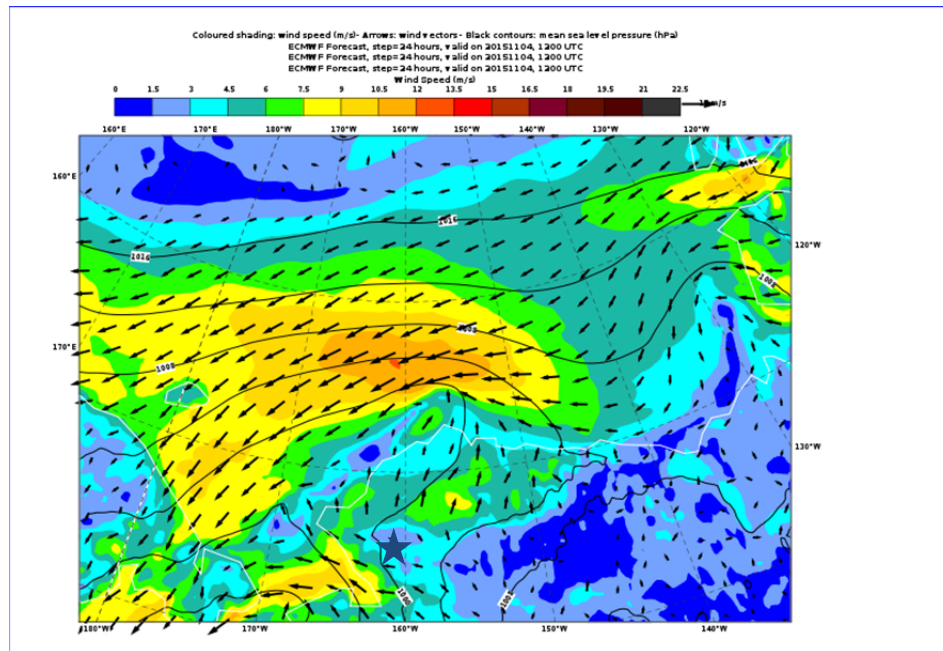 Coloured shading: wind speed (m/s)- Arrows: wind vectors - Black contours: mean sea level pressure (hPa)
ECMWF Forecast, step=24 hours, valid on 20151104, 1200 UTC
ECMWF Forecast, step=24 hours, valid on 20151104, 1200 UTC
ECMWF Forecast, step=24 hours, valid on 20151104, 1200 UTC
Wind Speed (m/s)
0 1.5 3 4.5 6 7.5 9 10.5 12 13.5 15 16.5 18 19.5 21 22.5
m/s
160°E 170°E 180°W 170°W 160°W 150°W 140°W 130°W 120°W
160°E
1016
120°W
1016
1008
170°E
1008
130°W
1000
180°W 170°W 160°W 150°W 140°W